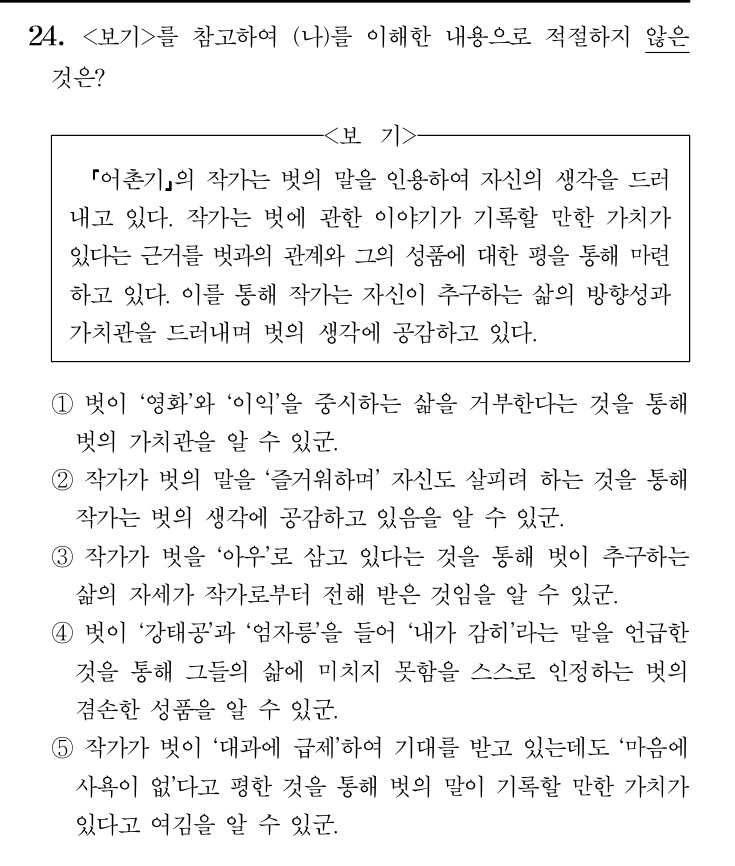 24. <보기>를 참고하여 (나)를 이해한 내용으로 적절하지 않은
것은?
<보 기>
『어촌기』의 작가는 벗의 말을 인용하여 자신의 생각을 드러
내고 있다. 작가는 벗에 관한 이야기가 기록할 만한 가치가
있다는 근거를 벗과의 관계와 그의 성품에 대한 평을 통해 마련
하고 있다. 이를 통해 작가는 자신이 추구하는 삶의 방향성과
가치관을 드러내며 벗의 생각에 공감하고 있다.
① 벗이 ‘영화’와 ‘이익’을 중시하는 삶을 거부한다는 것을 통해
벗의 가치관을 알 수 있군.
② 작가가 벗의 말을 ‘즐거워하며’ 자신도 살피려 하는 것을 통해
작가는 벗의 생각에 공감하고 있음을 알 수 있군.
③ 작가가 벗을 ‘아우’로 삼고 있다는 것을 통해 벗이 추구하는
삶의 자세가 작가로부터 전해 받은 것임을 알 수 있군.
④ 벗이 ‘강태공’과 ‘엄자릉’을 들어 ‘내가 감히’라는 말을 언급한
것을 통해 그들의 삶에 미치지 못함을 스스로 인정하는 벗의
겸손한 성품을 알 수 있군.
⑤ 작가가 벗이 ‘대과에 급제’하여 기대를 받고 있는데도 ‘마음에
사욕이 없’다고 평한 것을 통해 벗의 말이 기록할 만한 가치가
있다고 여김을 알 수 있군.